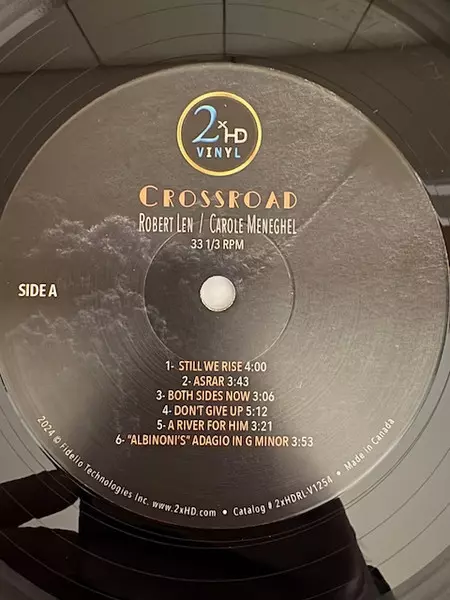 2xHD
VINYL
CROSSROAD
ROBERT LEN / CAROLE MENEGHEL
33 1/3 RPM
SIDE A
1- STILL WE RISE 4:00
2- ASRAR 3:43
3- BOTH SIDES NOW 3:06
4- DON'T GIVE UP 5:12
5- A RIVER FOR HIM 3:21
6- "ALBINONI'S" ADAGIO IN G MINOR 3:53
2024 © Fidelio Technologies Inc. www.2xHD.com • Catalog # 2xHDRL-V1254 • Made in Canada